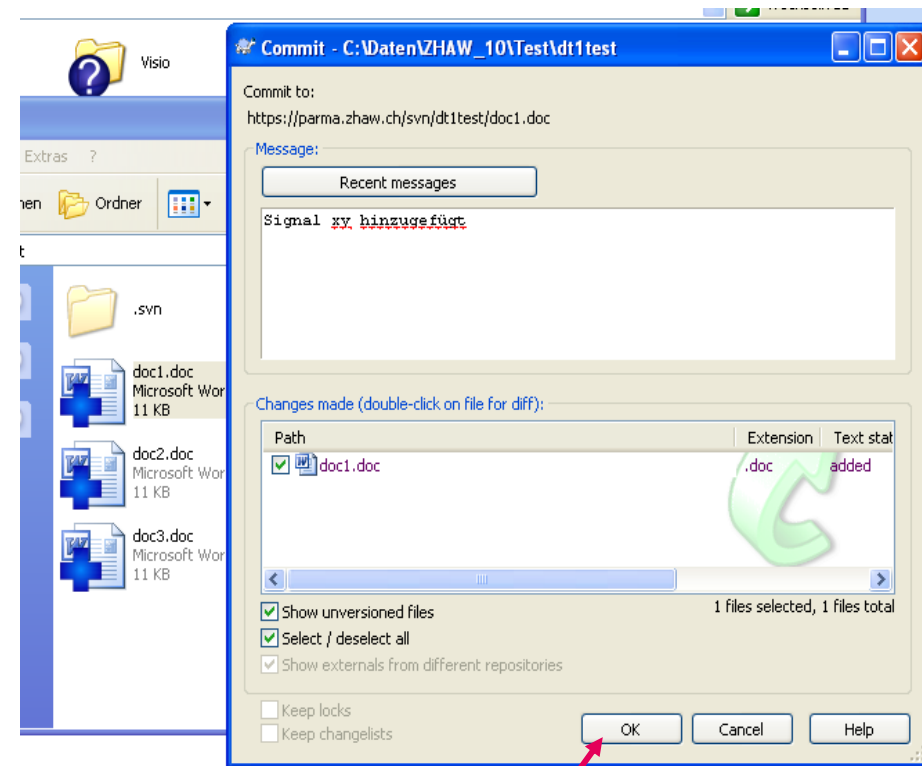 Visio
Extras ?
Ordner
.svn
doc1.doc
Microsoft Wor
11 KB
doc2.doc
Microsoft Wor
11 KB
doc3.doc
Microsoft Wor
11 KB
Commit - C:\Daten\ZHAW_10\Test\dt1test
Commit to:
https://parma.zhaw.ch/svn/dt1test/doc1.doc
Message:
Recent messages
Signal xy hinzugefügt
Changes made (double-click on file for diff):
Path Extension Text stat
doc1.doc .doc added
1 files selected, 1 files total
Show unversioned files
Select / deselect all
Show externals from different repositories
Keep locks
Keep changelists
OK Cancel Help